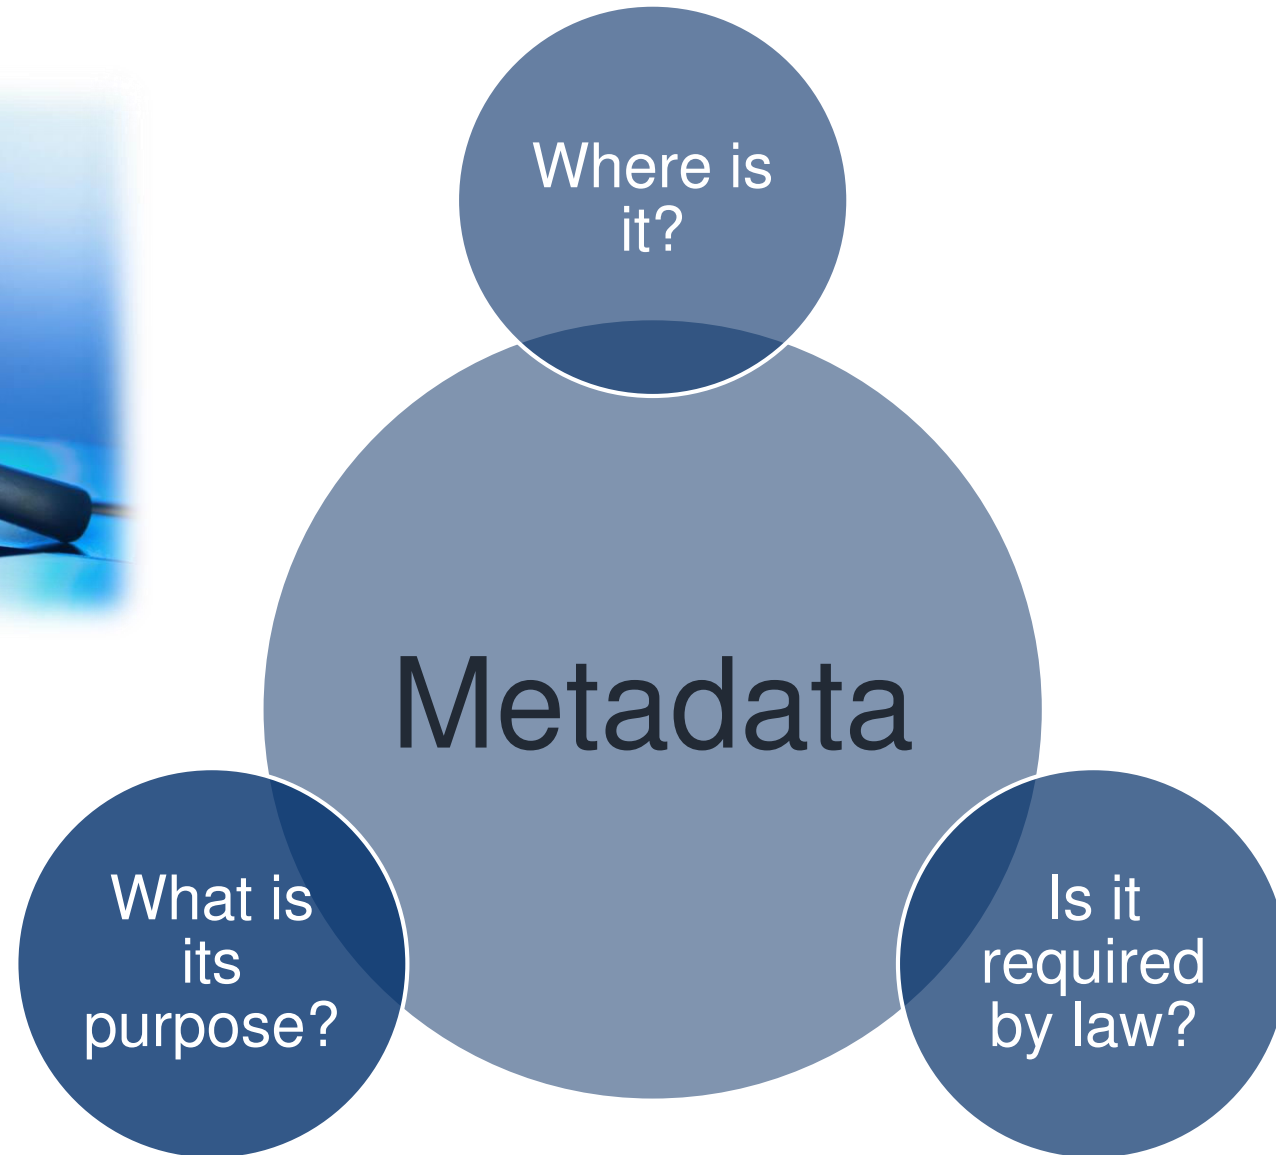 Where is
it?
Metadata
What is
its
purpose?
Is it
required
by law?